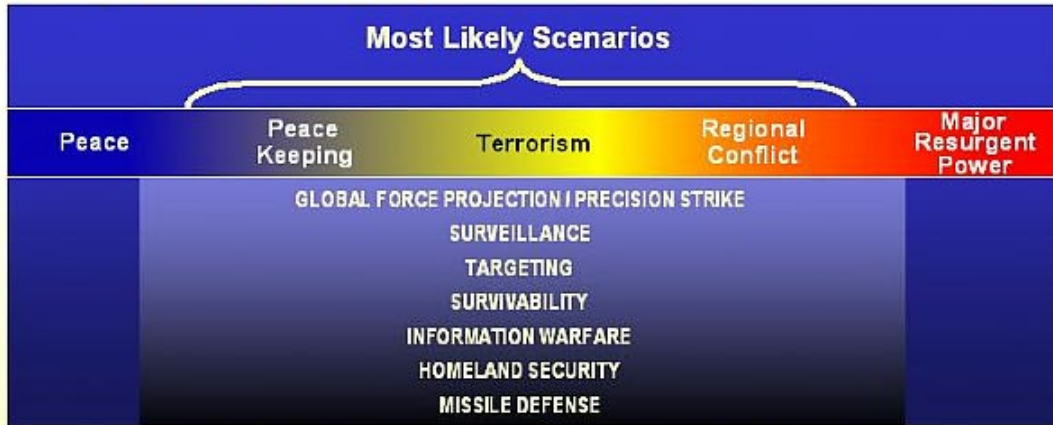 Most Likely Scenarios
Peace
Peace
Keeping
Terrorism
Regional
Conflict
Major
Resurgent
Power
GLOBAL FORCE PROJECTION / PRECISION STRIKE
SURVEILLANCE
TARGETING
SURVIVABILITY
INFORMATION WARFARE
HOMELAND SECURITY
MISSILE DEFENSE